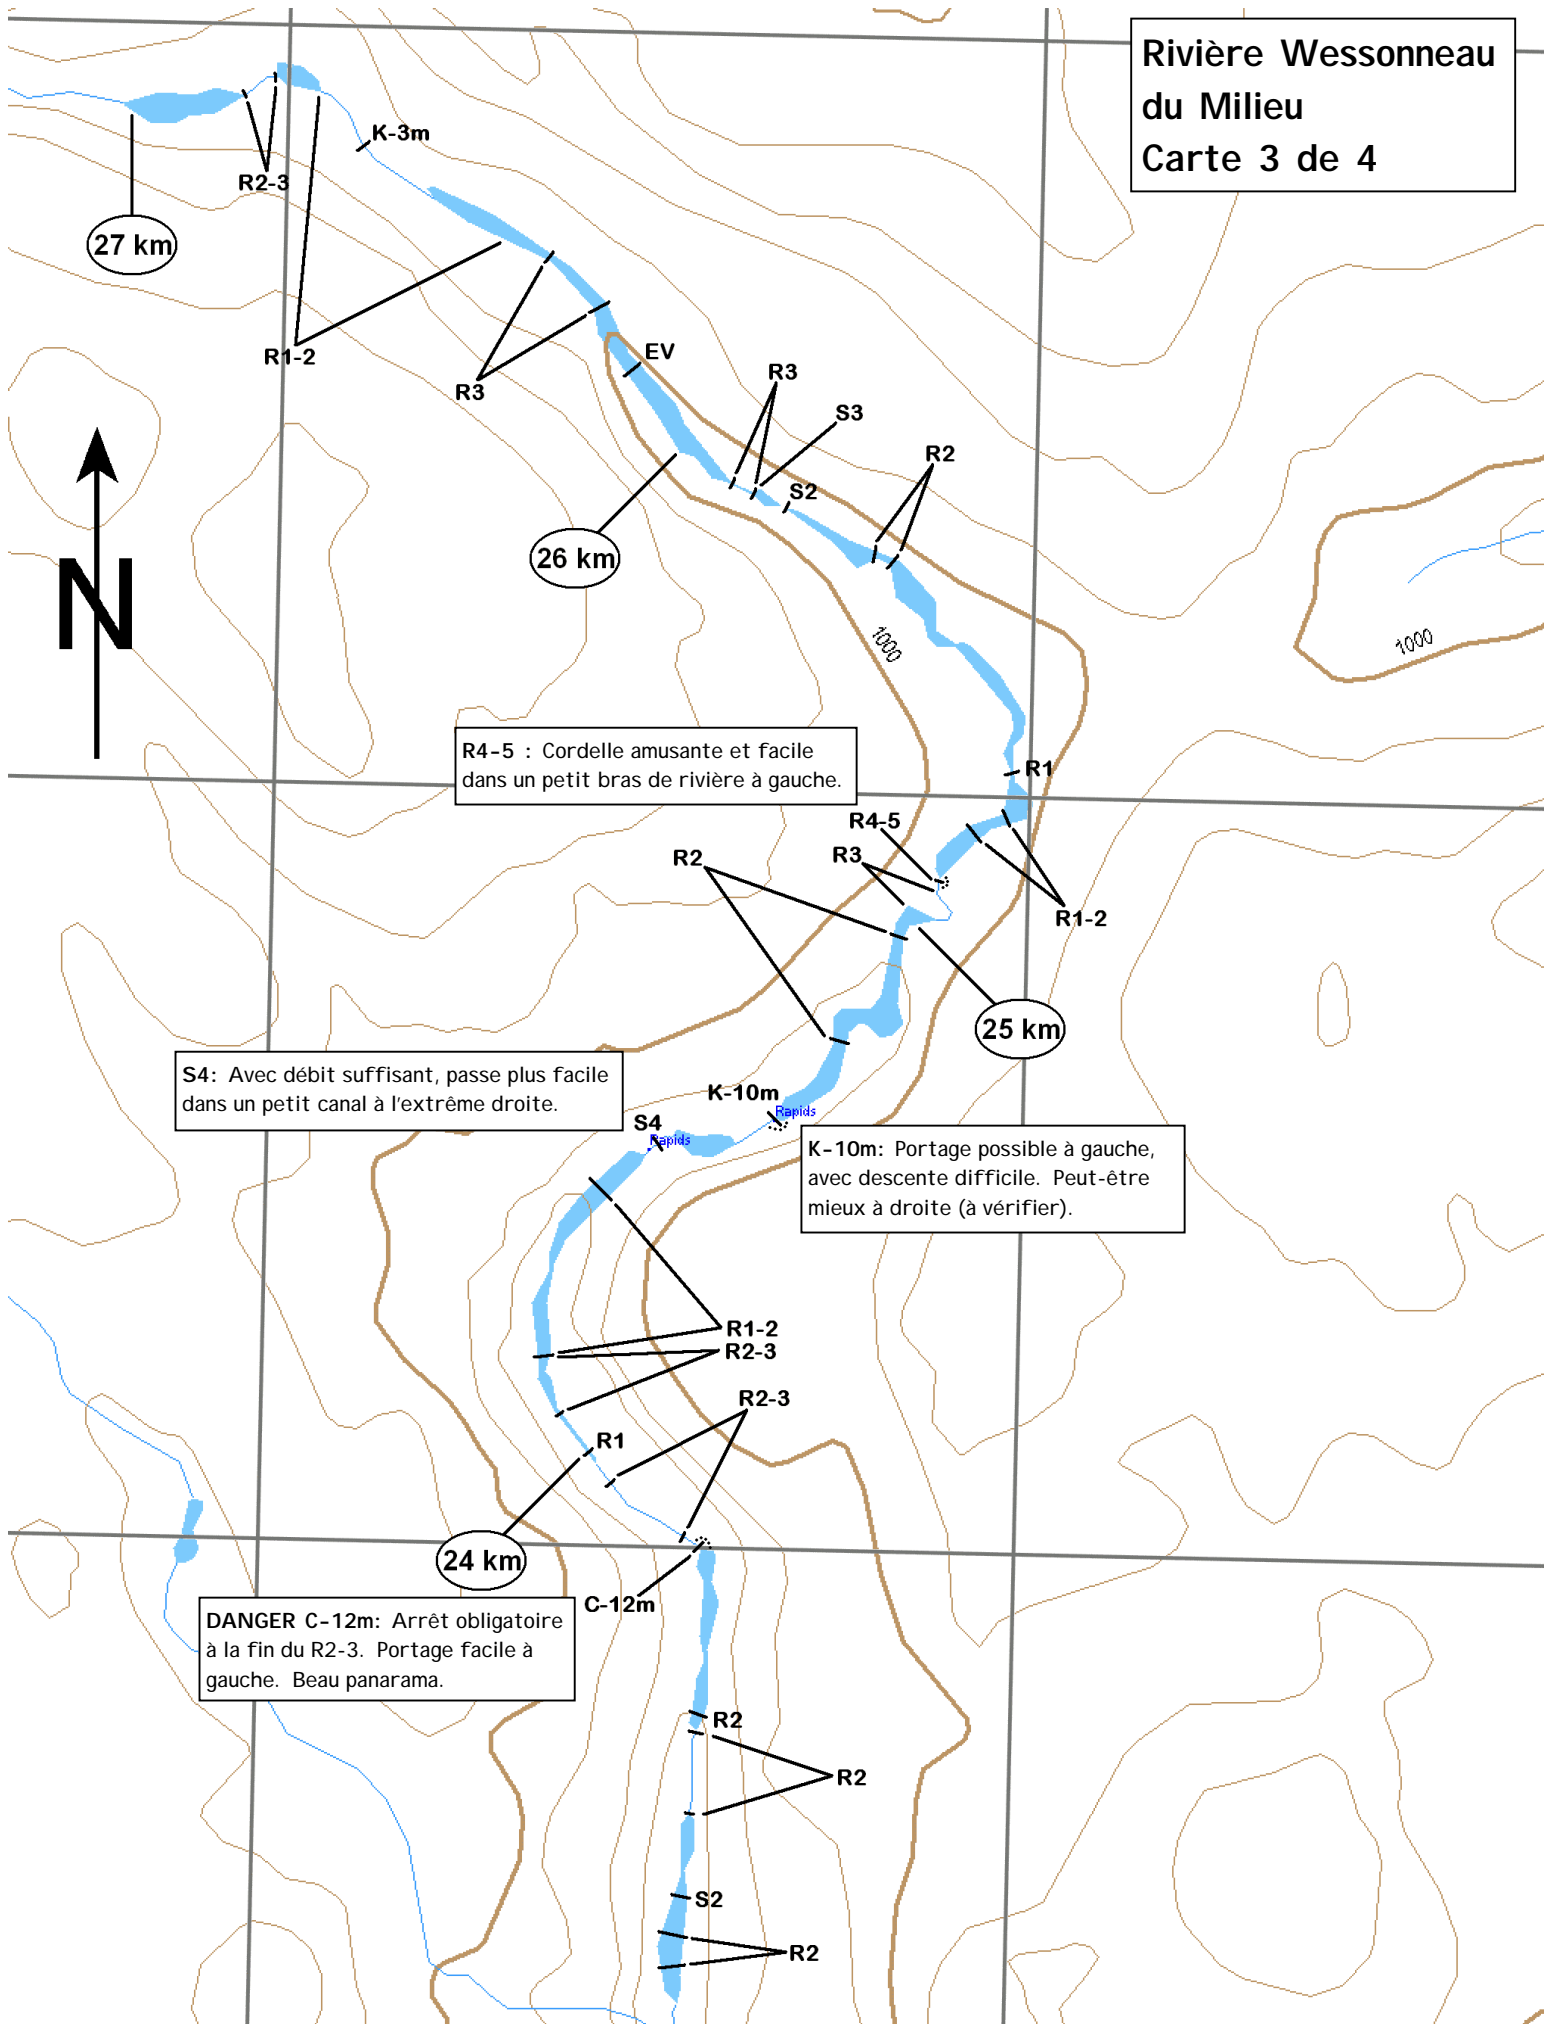 Rivière Wessonneau
du Milieu
Carte 3 de 4
K-3m
R2-3
27 km
R1-2
R3
EV
R3
S3
R2
S2
26 km
N
1000
1000
R4-5 : Cordelle amusante et facile
dans un petit bras de rivière à gauche.
R1
R4-5
R3
R2
R1-2
25 km
S4: Avec débit suffisant, passe plus facile
dans un petit canal à l'extrême droite.
K-10m
Rapids
S4
Rapids
K-10m: Portage possible à gauche,
avec descente difficile. Peut-être
mieux à droite (à vérifier).
R1-2
R2-3
R2-3
R1
24 km
C-12m
DANGER C-12m: Arrêt obligatoire
à la fin du R2-3. Portage facile à
gauche. Beau panarama.
R2
R2
S2
R2